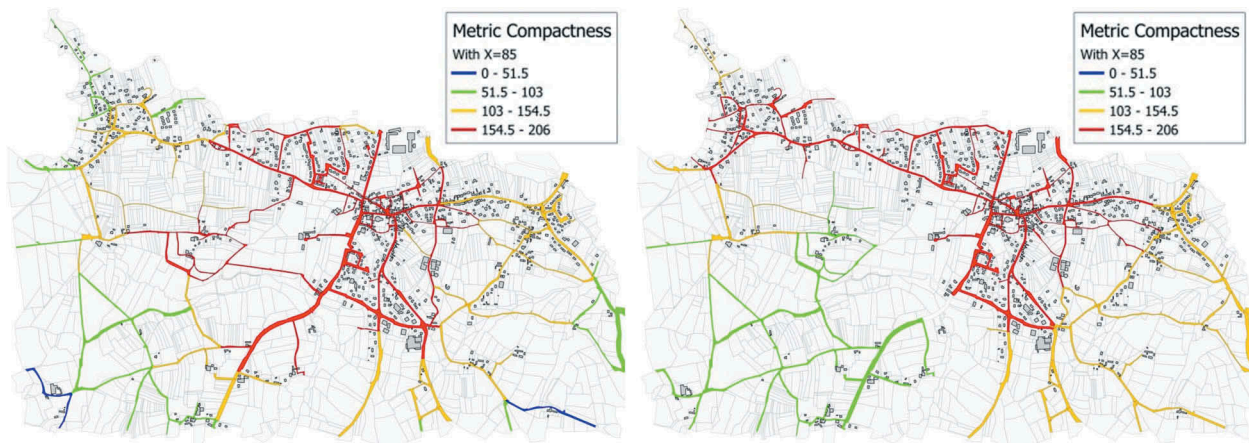 Metric Compactness
With X=85
0 - 51.5
51.5 - 103
103 - 154.5
154.5 - 206
Metric Compactness
With X=85
0 - 51.5
51.5 - 103
103 - 154.5
154.5 - 206